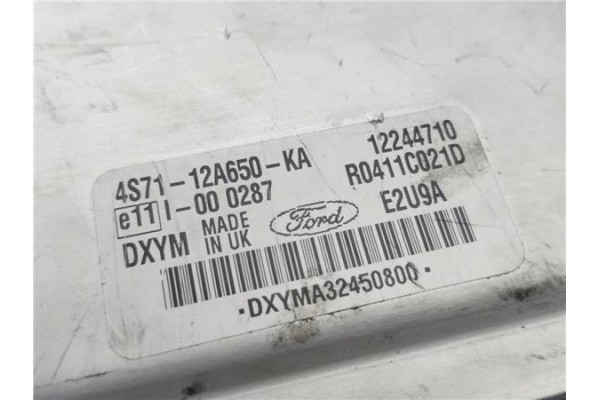 4S71-12A650-KA 12244710
e11 I-00 0287 R0411C021D
DXYM MADE IN UK Ford E2U9A
·DXYMA32450800·